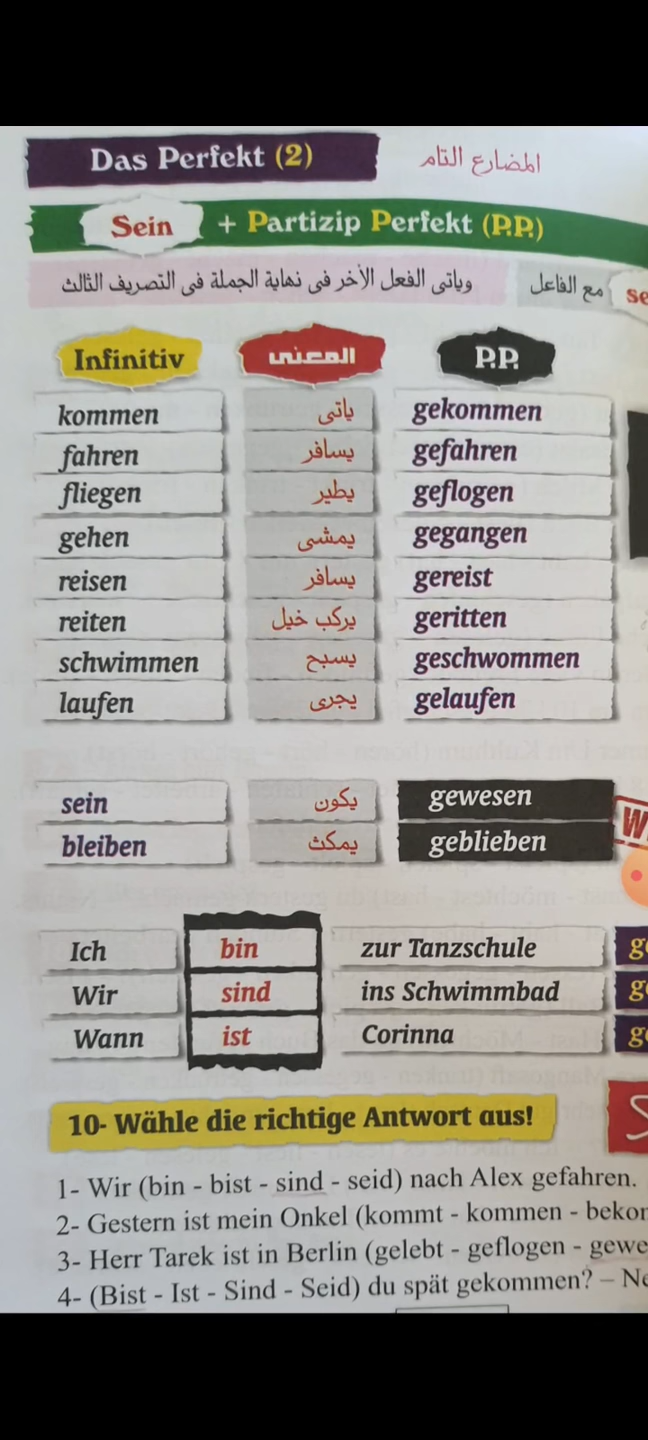 Das Perfekt (2) المضارع التام
Sein + Partizip Perfekt (P.P.)
مع الفاعل وياتى الفعل الأخر فى نهاية الجملة فى التصريف الثالث
Infinitiv المعنى P.P.
kommen ياتى gekommen
fahren يسافر gefahren
fliegen يطير geflogen
gehen يمشى gegangen
reisen يسافر gereist
reiten يركب خيل geritten
schwimmen يسبح geschwommen
laufen يجرى gelaufen
sein يكون gewesen
bleiben يمكث geblieben
Ich bin zur Tanzschule
Wir sind ins Schwimmbad
Wann ist Corinna
10- Wähle die richtige Antwort aus!
1- Wir (bin - bist - sind - seid) nach Alex gefahren.
2- Gestern ist mein Onkel (kommt - kommen -
3- Herr Tarek ist in Berlin (gelebt - geflogen -
4- (Bist - Ist - Sind - Seid) du spät gekommen? –